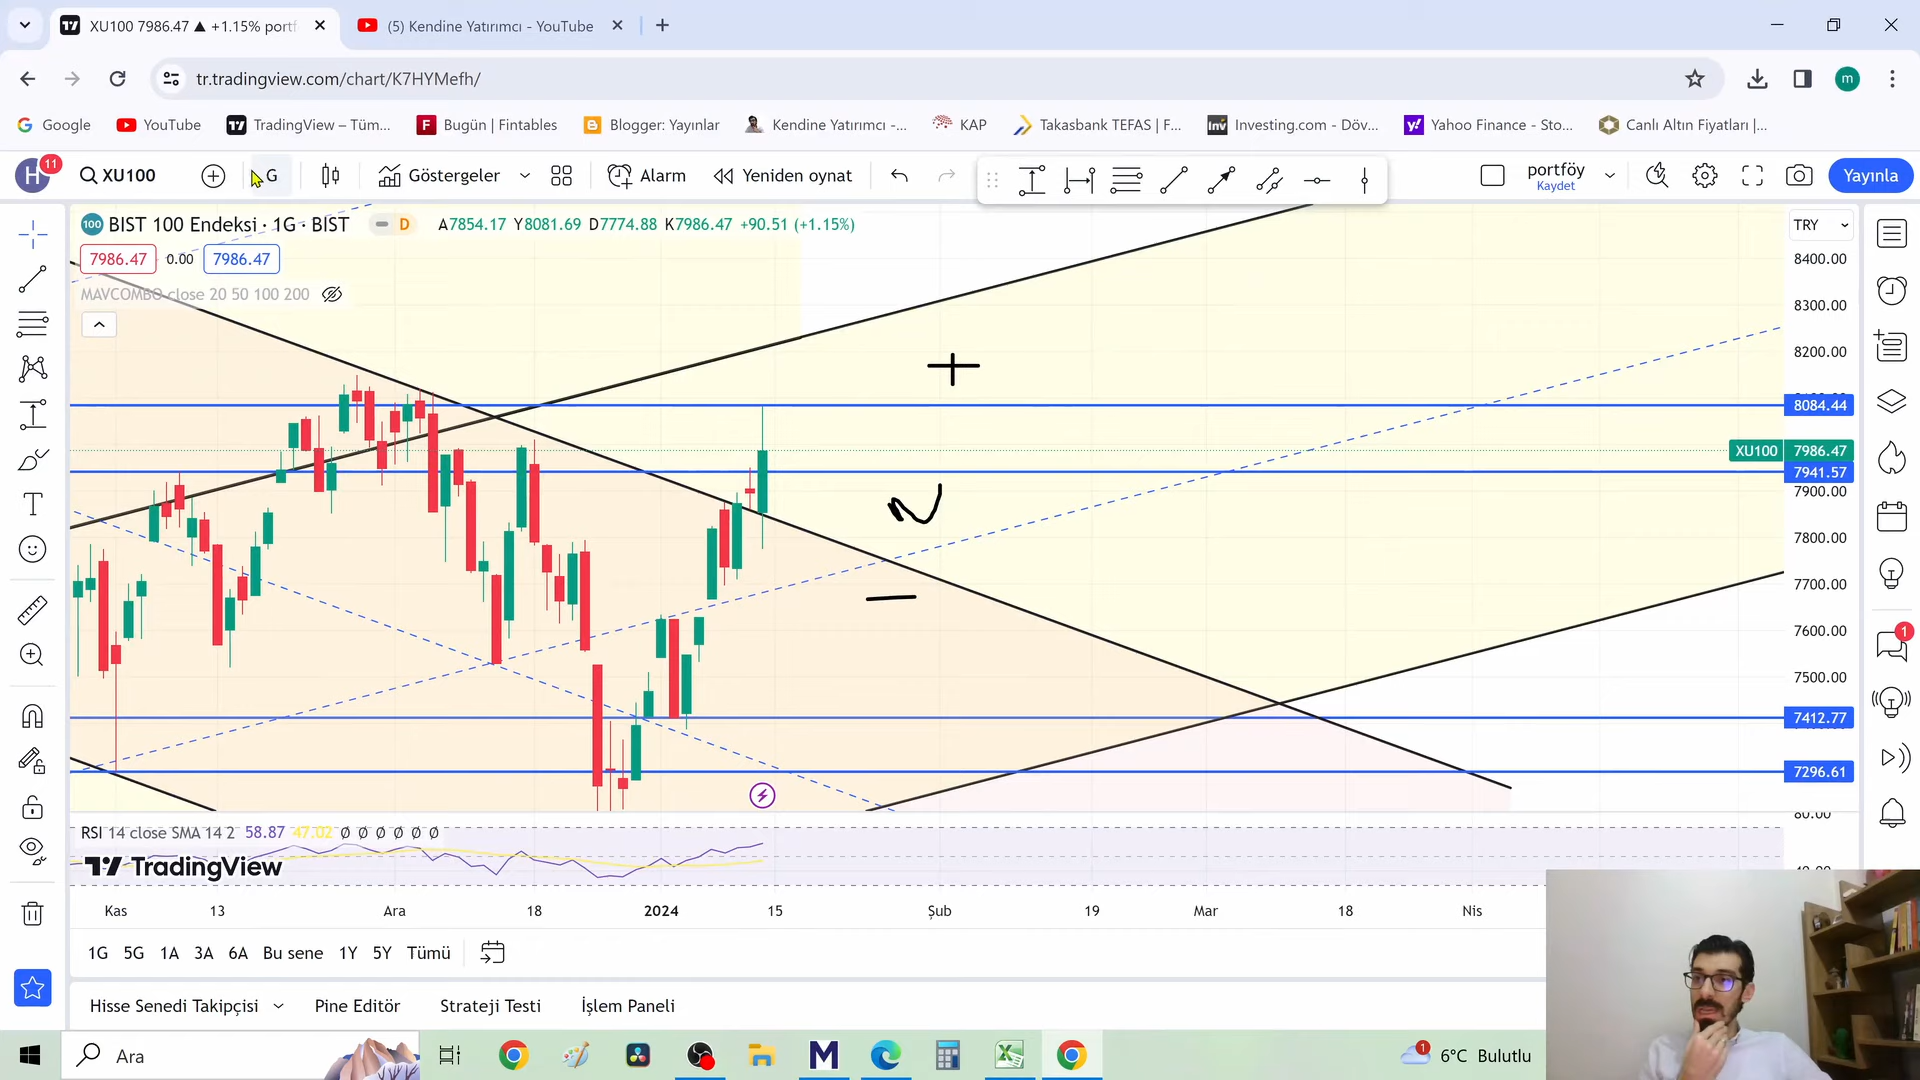 XU100 7986.47 ▲ +1.15% portf
(5) Kendine Yatırımcı - YouTube
tr.tradingview.com/chart/K7HYMefh/
Google
YouTube
TradingView – Tüm...
Bugün | Fintables
Blogger: Yayınlar
Kendine Yatırımcı -...
KAP
Takasbank TEFAS | F...
Investing.com - Döv...
Yahoo Finance - Sto...
Canlı Altın Fiyatları |...
H 11
XU100
G
Göstergeler
Alarm
Yeniden oynat
portföy
Kaydet
Yayınla
100 BIST 100 Endeksi · 1G · BIST
D
A7854.17 Y8081.69 D7774.88 K7986.47 +90.51 (+1.15%)
TRY
7986.47 0.00 7986.47
MAVCOMBO close 20 50 100 200
8400.00
8300.00
8200.00
8084.44
XU100 7986.47
7941.57
7900.00
7800.00
7700.00
7600.00
7500.00
7412.77
7296.61
80.00
RSI 14 close SMA 14 2 58.87 47.02 Ø Ø Ø Ø Ø Ø
TradingView
Kas 13 Ara 18 2024 15 Şub 19 Mar 18 Nis
1G 5G 1A 3A 6A Bu sene 1Y 5Y Tümü
Hisse Senedi Takipçisi
Pine Editör
Strateji Testi
İşlem Paneli
Ara
6°C Bulutlu